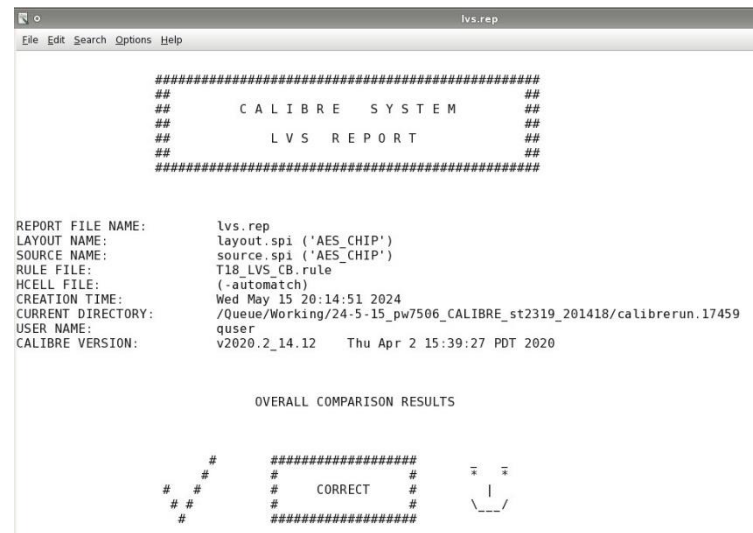 lvs.rep
File Edit Search Options Help
##################################################
## ##
## C A L I B R E S Y S T E M ##
## ##
## L V S R E P O R T ##
## ##
##################################################
REPORT FILE NAME: lvs.rep
LAYOUT NAME: layout.spi ('AES_CHIP')
SOURCE NAME: source.spi ('AES_CHIP')
RULE FILE: T18_LVS_CB.rule
HCELL FILE: (-automatch)
CREATION TIME: Wed May 15 20:14:51 2024
CURRENT DIRECTORY: /Queue/Working/24-5-15_pw7506_CALIBRE_st2319_201418/calibrerun.17459
USER NAME: quser
CALIBRE VERSION: v2020.2_14.12 Thu Apr 2 15:39:27 PDT 2020
OVERALL COMPARISON RESULTS
# ################### _ _
# # # * *
# # # CORRECT # |
# # # # \___/
# ###################